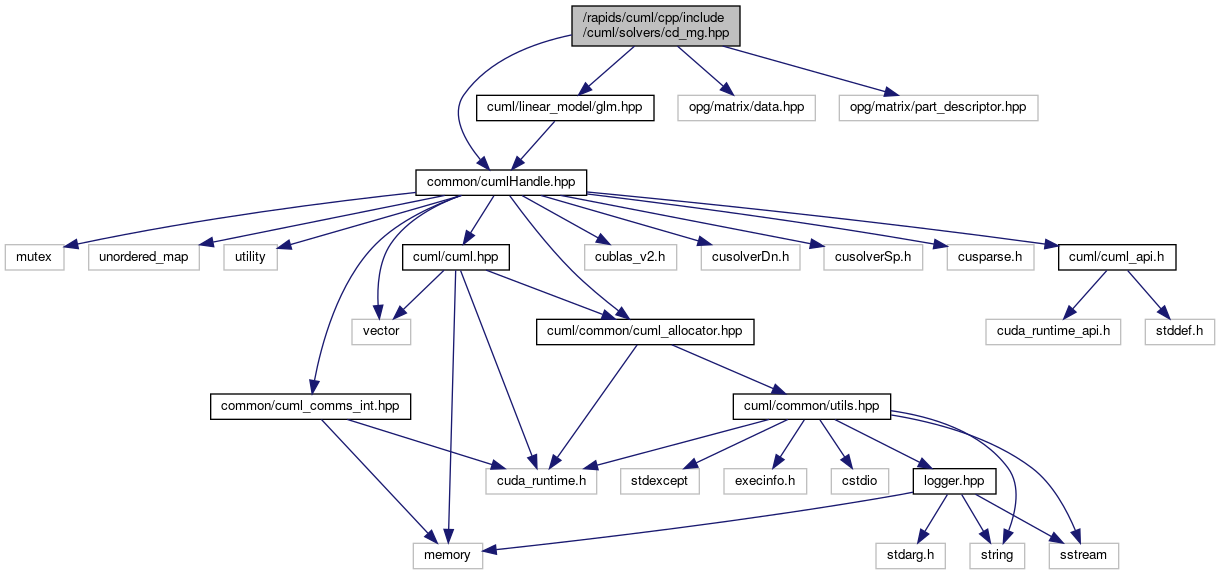 /rapids/cuml/cpp/include
/cuml/solvers/cd_mg.hpp
cuml/linear_model/glm.hpp
opg/matrix/data.hpp
opg/matrix/part_descriptor.hpp
common/cumlHandle.hpp
mutex
unordered_map
utility
cuml/cuml.hpp
cublas_v2.h
cusolverDn.h
cusolverSp.h
cusparse.h
cuml/cuml_api.h
vector
cuml/common/cuml_allocator.hpp
cuda_runtime_api.h
stddef.h
common/cuml_comms_int.hpp
cuml/common/utils.hpp
cuda_runtime.h
stdexcept
execinfo.h
cstdio
logger.hpp
memory
stdarg.h
string
sstream